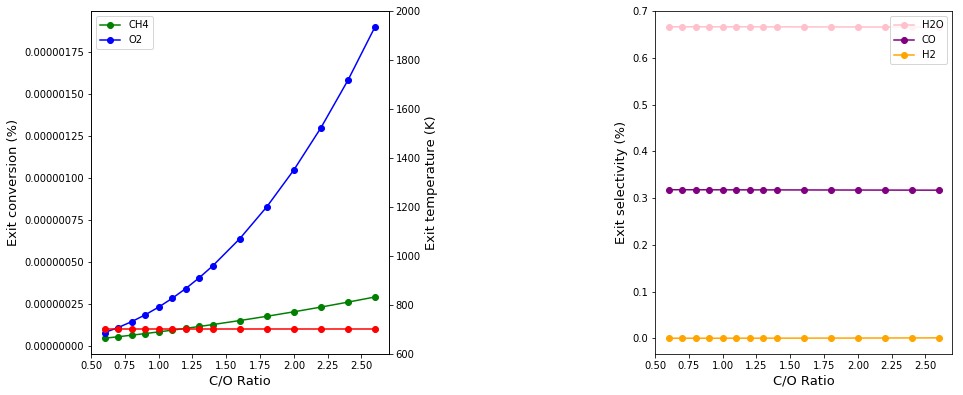 CH4
O2
0.00000175
0.00000150
0.00000125
0.00000100
0.00000075
0.00000050
0.00000025
0.00000000
Exit conversion (%)
0.50 0.75 1.00 1.25 1.50 1.75 2.00 2.25 2.50
C/O Ratio
2000
1800
1600
1400
1200
1000
800
600
Exit temperature (K)
H2O
CO
H2
0.7
0.6
0.5
0.4
0.3
0.2
0.1
0.0
Exit selectivity (%)
0.50 0.75 1.00 1.25 1.50 1.75 2.00 2.25 2.50
C/O Ratio